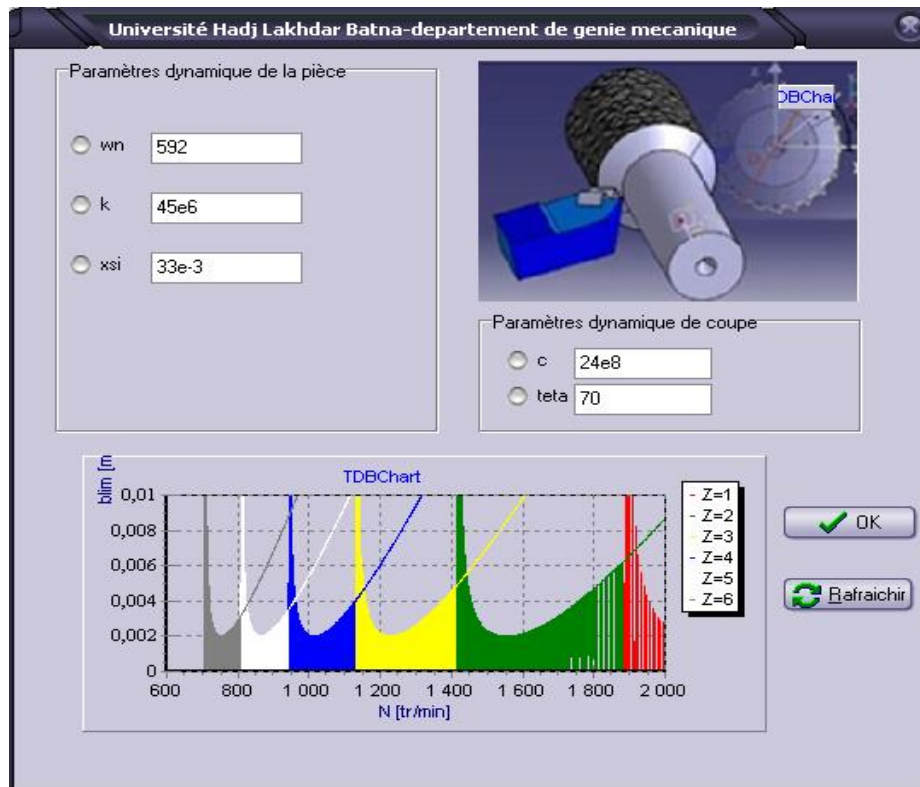 Université Hadj Lakhdar Batna-departement de genie mecanique
Paramètres dynamique de la pièce
wn 592
k 45e6
xsi 33e-3
DBCha
Paramètres dynamique de coupe
c 24e8
teta 70
TDBChart
blim [m
0,01
0,008
0,006
0,004
0,002
0
600 800 1 000 1 200 1 400 1 600 1 800 2 000
N [tr/min]
Z=1
Z=2
Z=3
Z=4
Z=5
Z=6
OK
Rafraichir